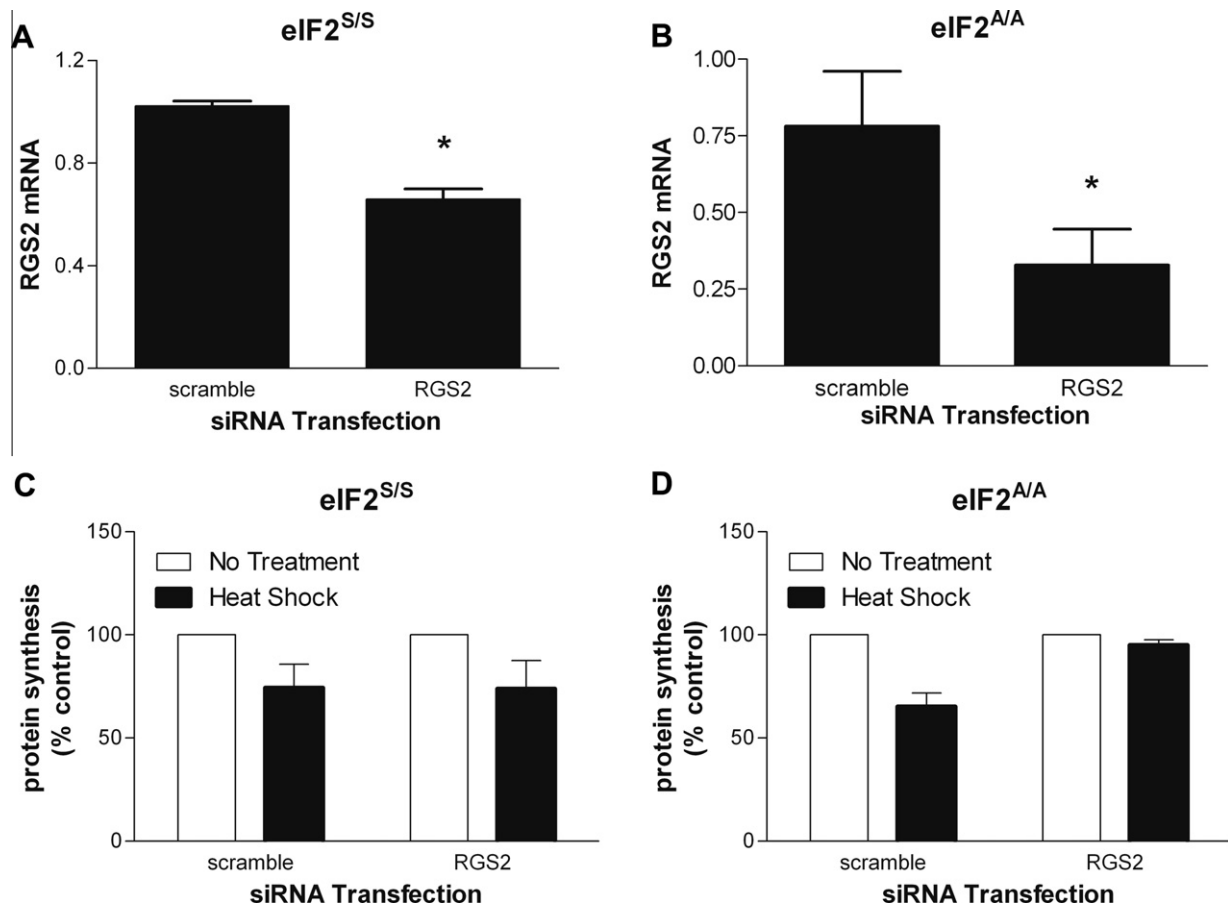 A
eIF2S/S
RGS2 mRNA
1.2
0.8
0.4
0.0
*
scramble
RGS2
siRNA Transfection
B
eIF2A/A
RGS2 mRNA
1.00
0.75
0.50
0.25
0.00
*
scramble
RGS2
siRNA Transfection
C
eIF2S/S
protein synthesis
(% control)
150
100
50
0
No Treatment
Heat Shock
scramble
RGS2
siRNA Transfection
D
eIF2A/A
protein synthesis
(% control)
150
100
50
0
No Treatment
Heat Shock
scramble
RGS2
siRNA Transfection